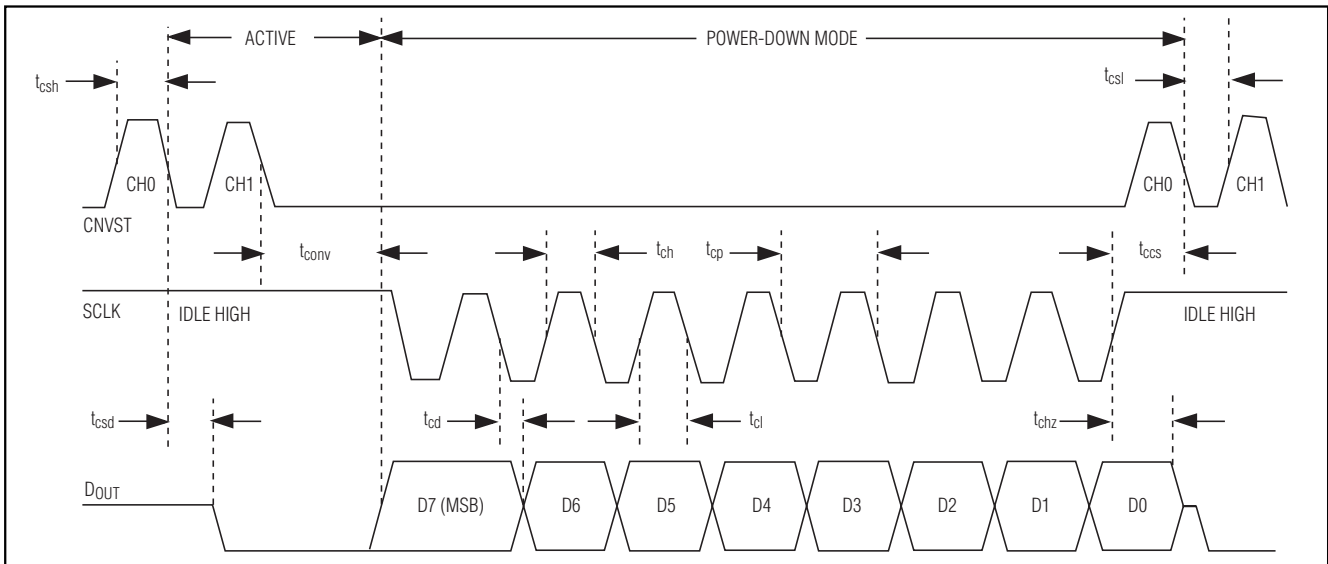 ACTIVE
POWER-DOWN MODE
tcsh
tcsl
CH0
CH1
CH0
CH1
CNVST
tconv
tch
tcp
tccs
SCLK
IDLE HIGH
IDLE HIGH
tcsd
tcd
tcl
tchz
DOUT
D7 (MSB)
D6
D5
D4
D3
D2
D1
D0